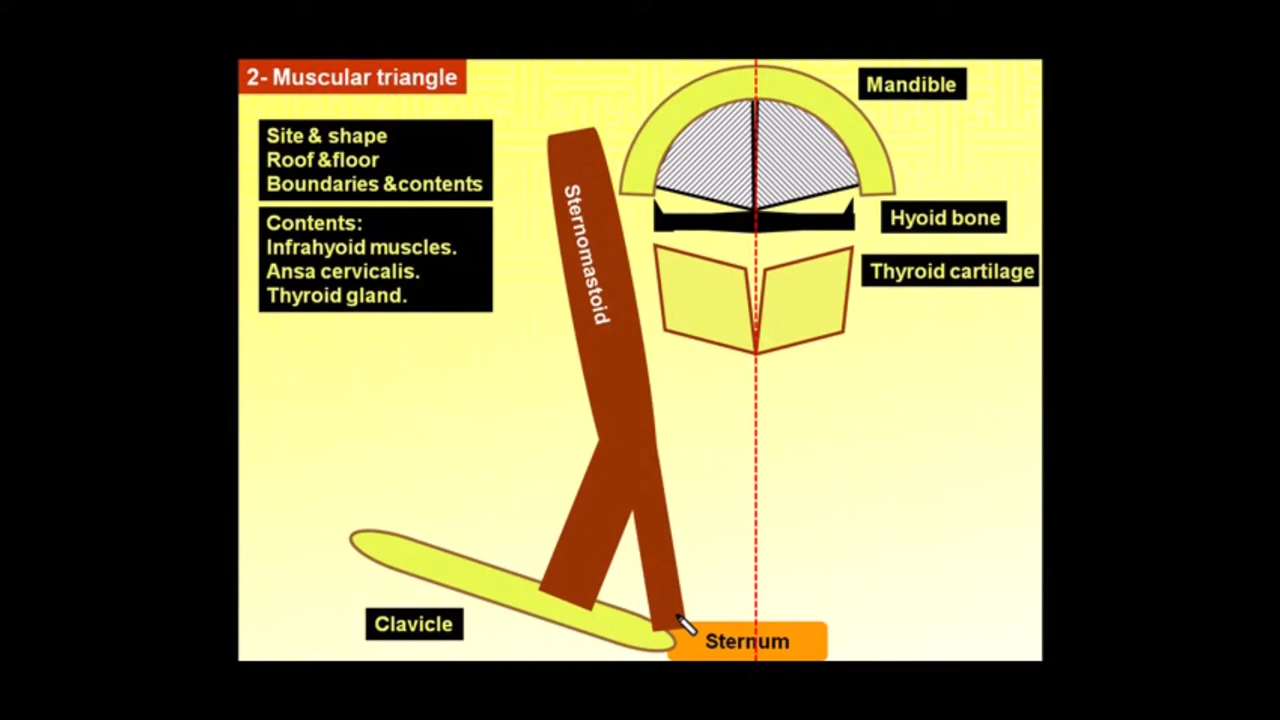 2- Muscular triangle
Site & shape
Roof &floor
Boundaries &contents
Contents:
Infrahyoid muscles.
Ansa cervicalis.
Thyroid gland.
Sternomastoid
Mandible
Hyoid bone
Thyroid cartilage
Clavicle
Sternum